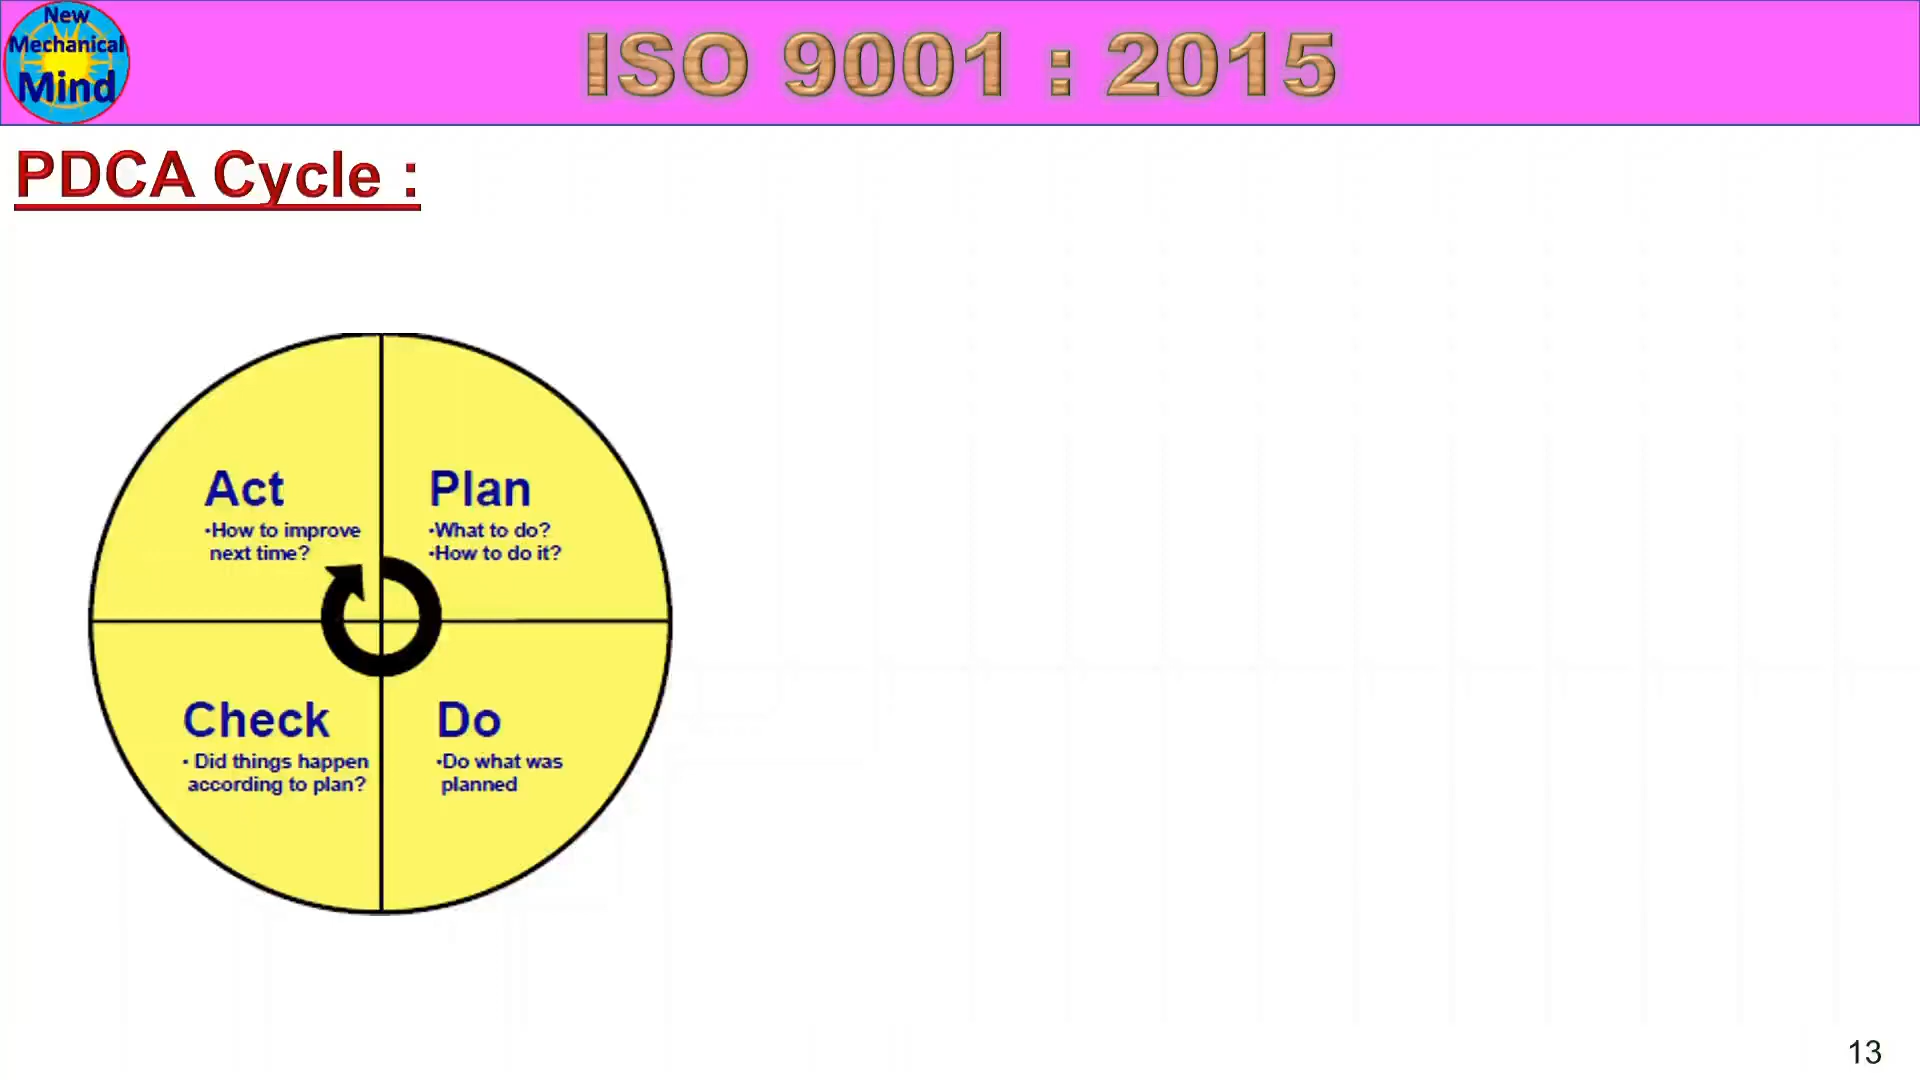 New
Mechanical
Mind
ISO 9001 : 2015
PDCA Cycle :
Act
•How to improve
next time?
Plan
•What to do?
•How to do it?
Check
• Did things happen
according to plan?
Do
•Do what was
planned
13